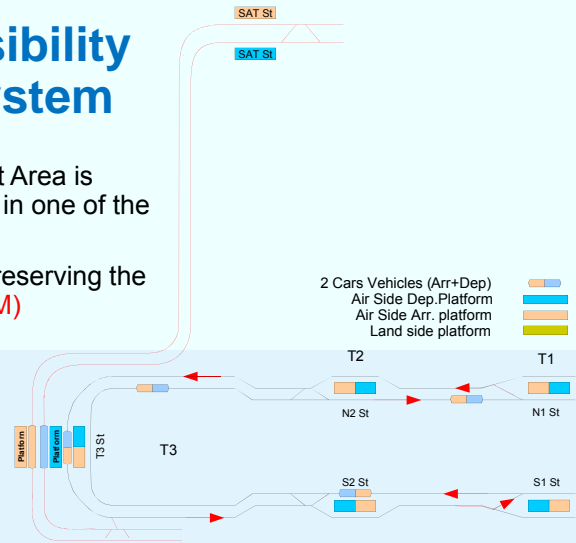 SAT St
SAT St
sibility
stem
t Area is
in one of the
reserving the
M)
2 Cars Vehicles (Arr+Dep)
Air Side Dep.Platform
Air Side Arr. platform
Land side platform
T2
T1
N2 St
N1 St
Platform
Platform
T3 St
T3
S2 St
S1 St